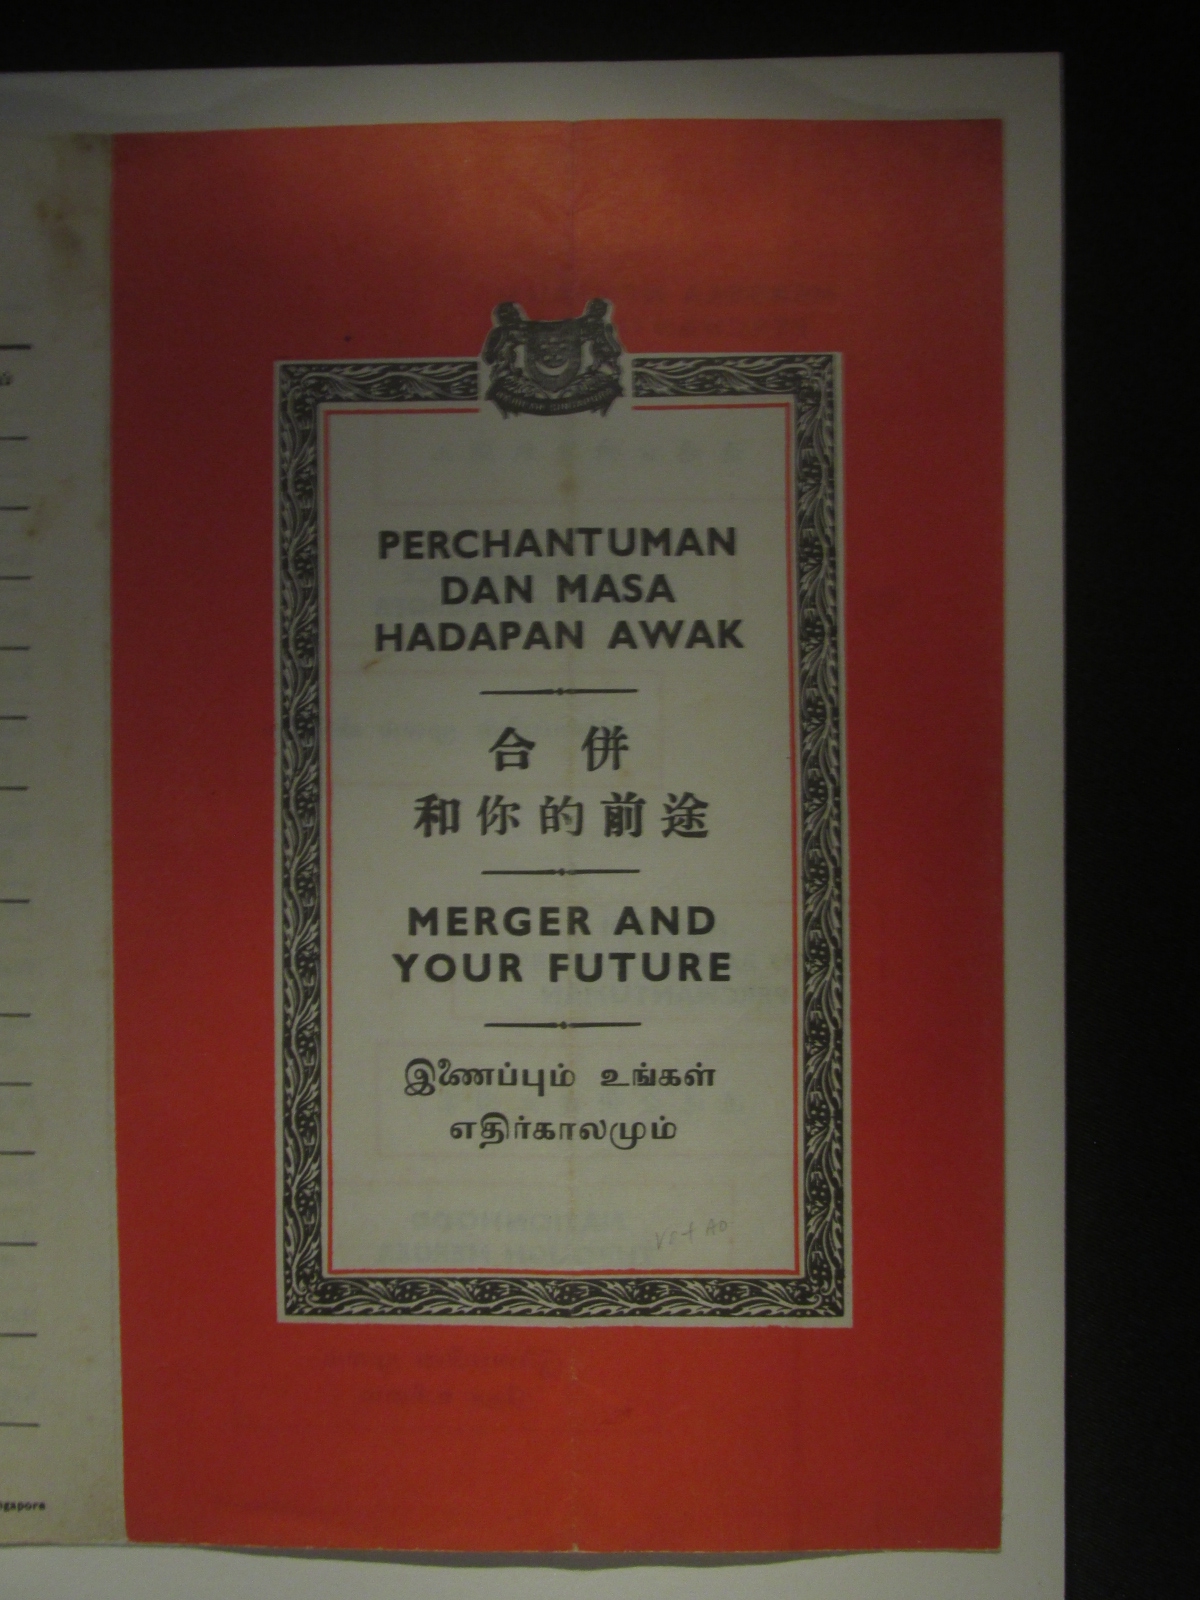 PERCHANTUMAN
DAN MASA
HADAPAN AWAK
合 併
和你的前途
MERGER AND
YOUR FUTURE
இணைப்பும் உங்கள்
எதிர்காலமும்